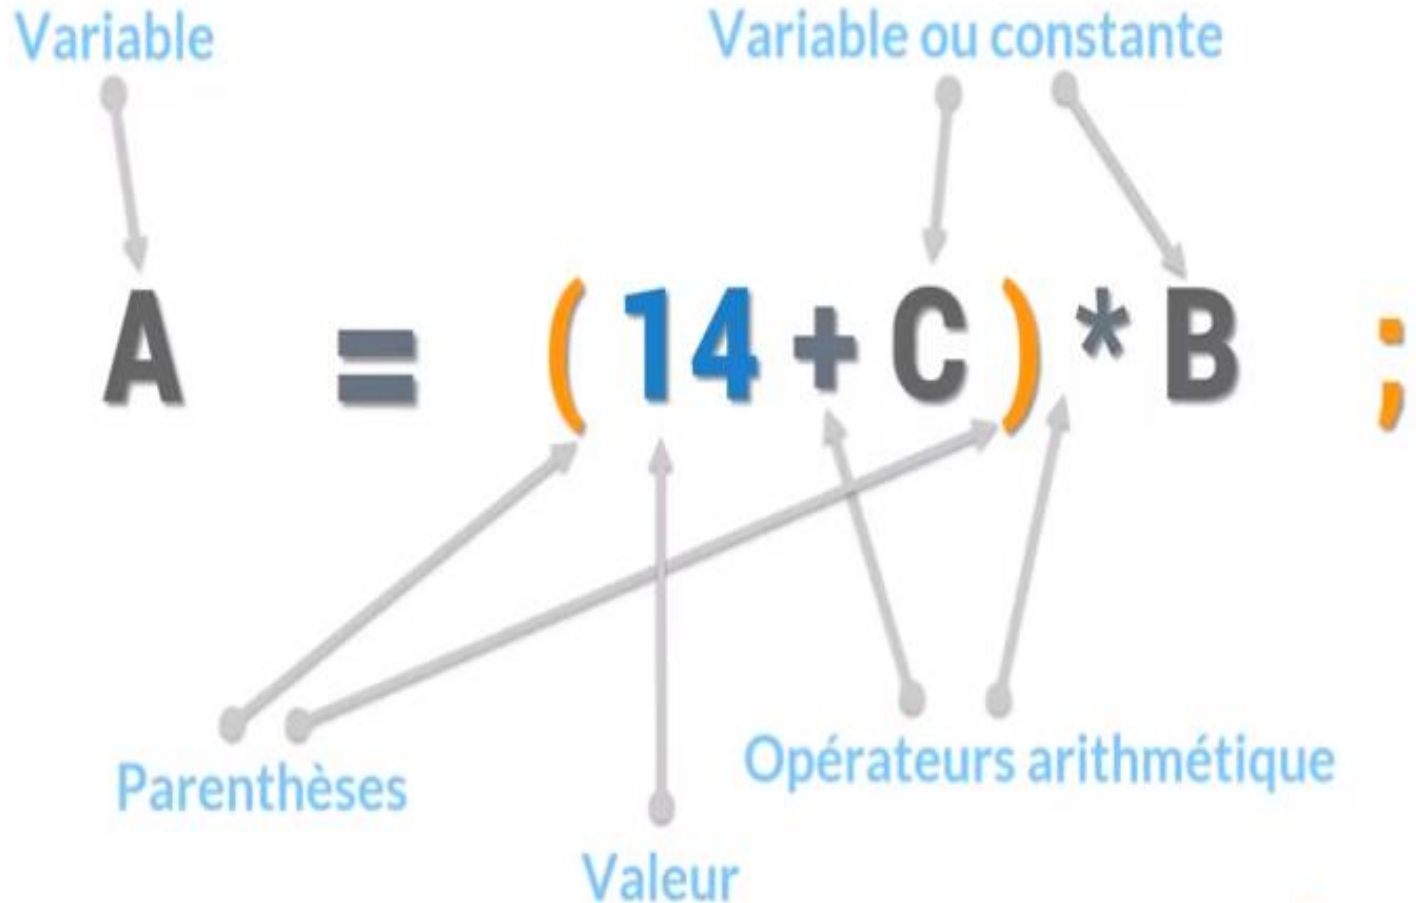 Variable
Variable ou constante
A = ( 14 + C ) * B ;
Opérateurs arithmétique
Parenthèses
Valeur